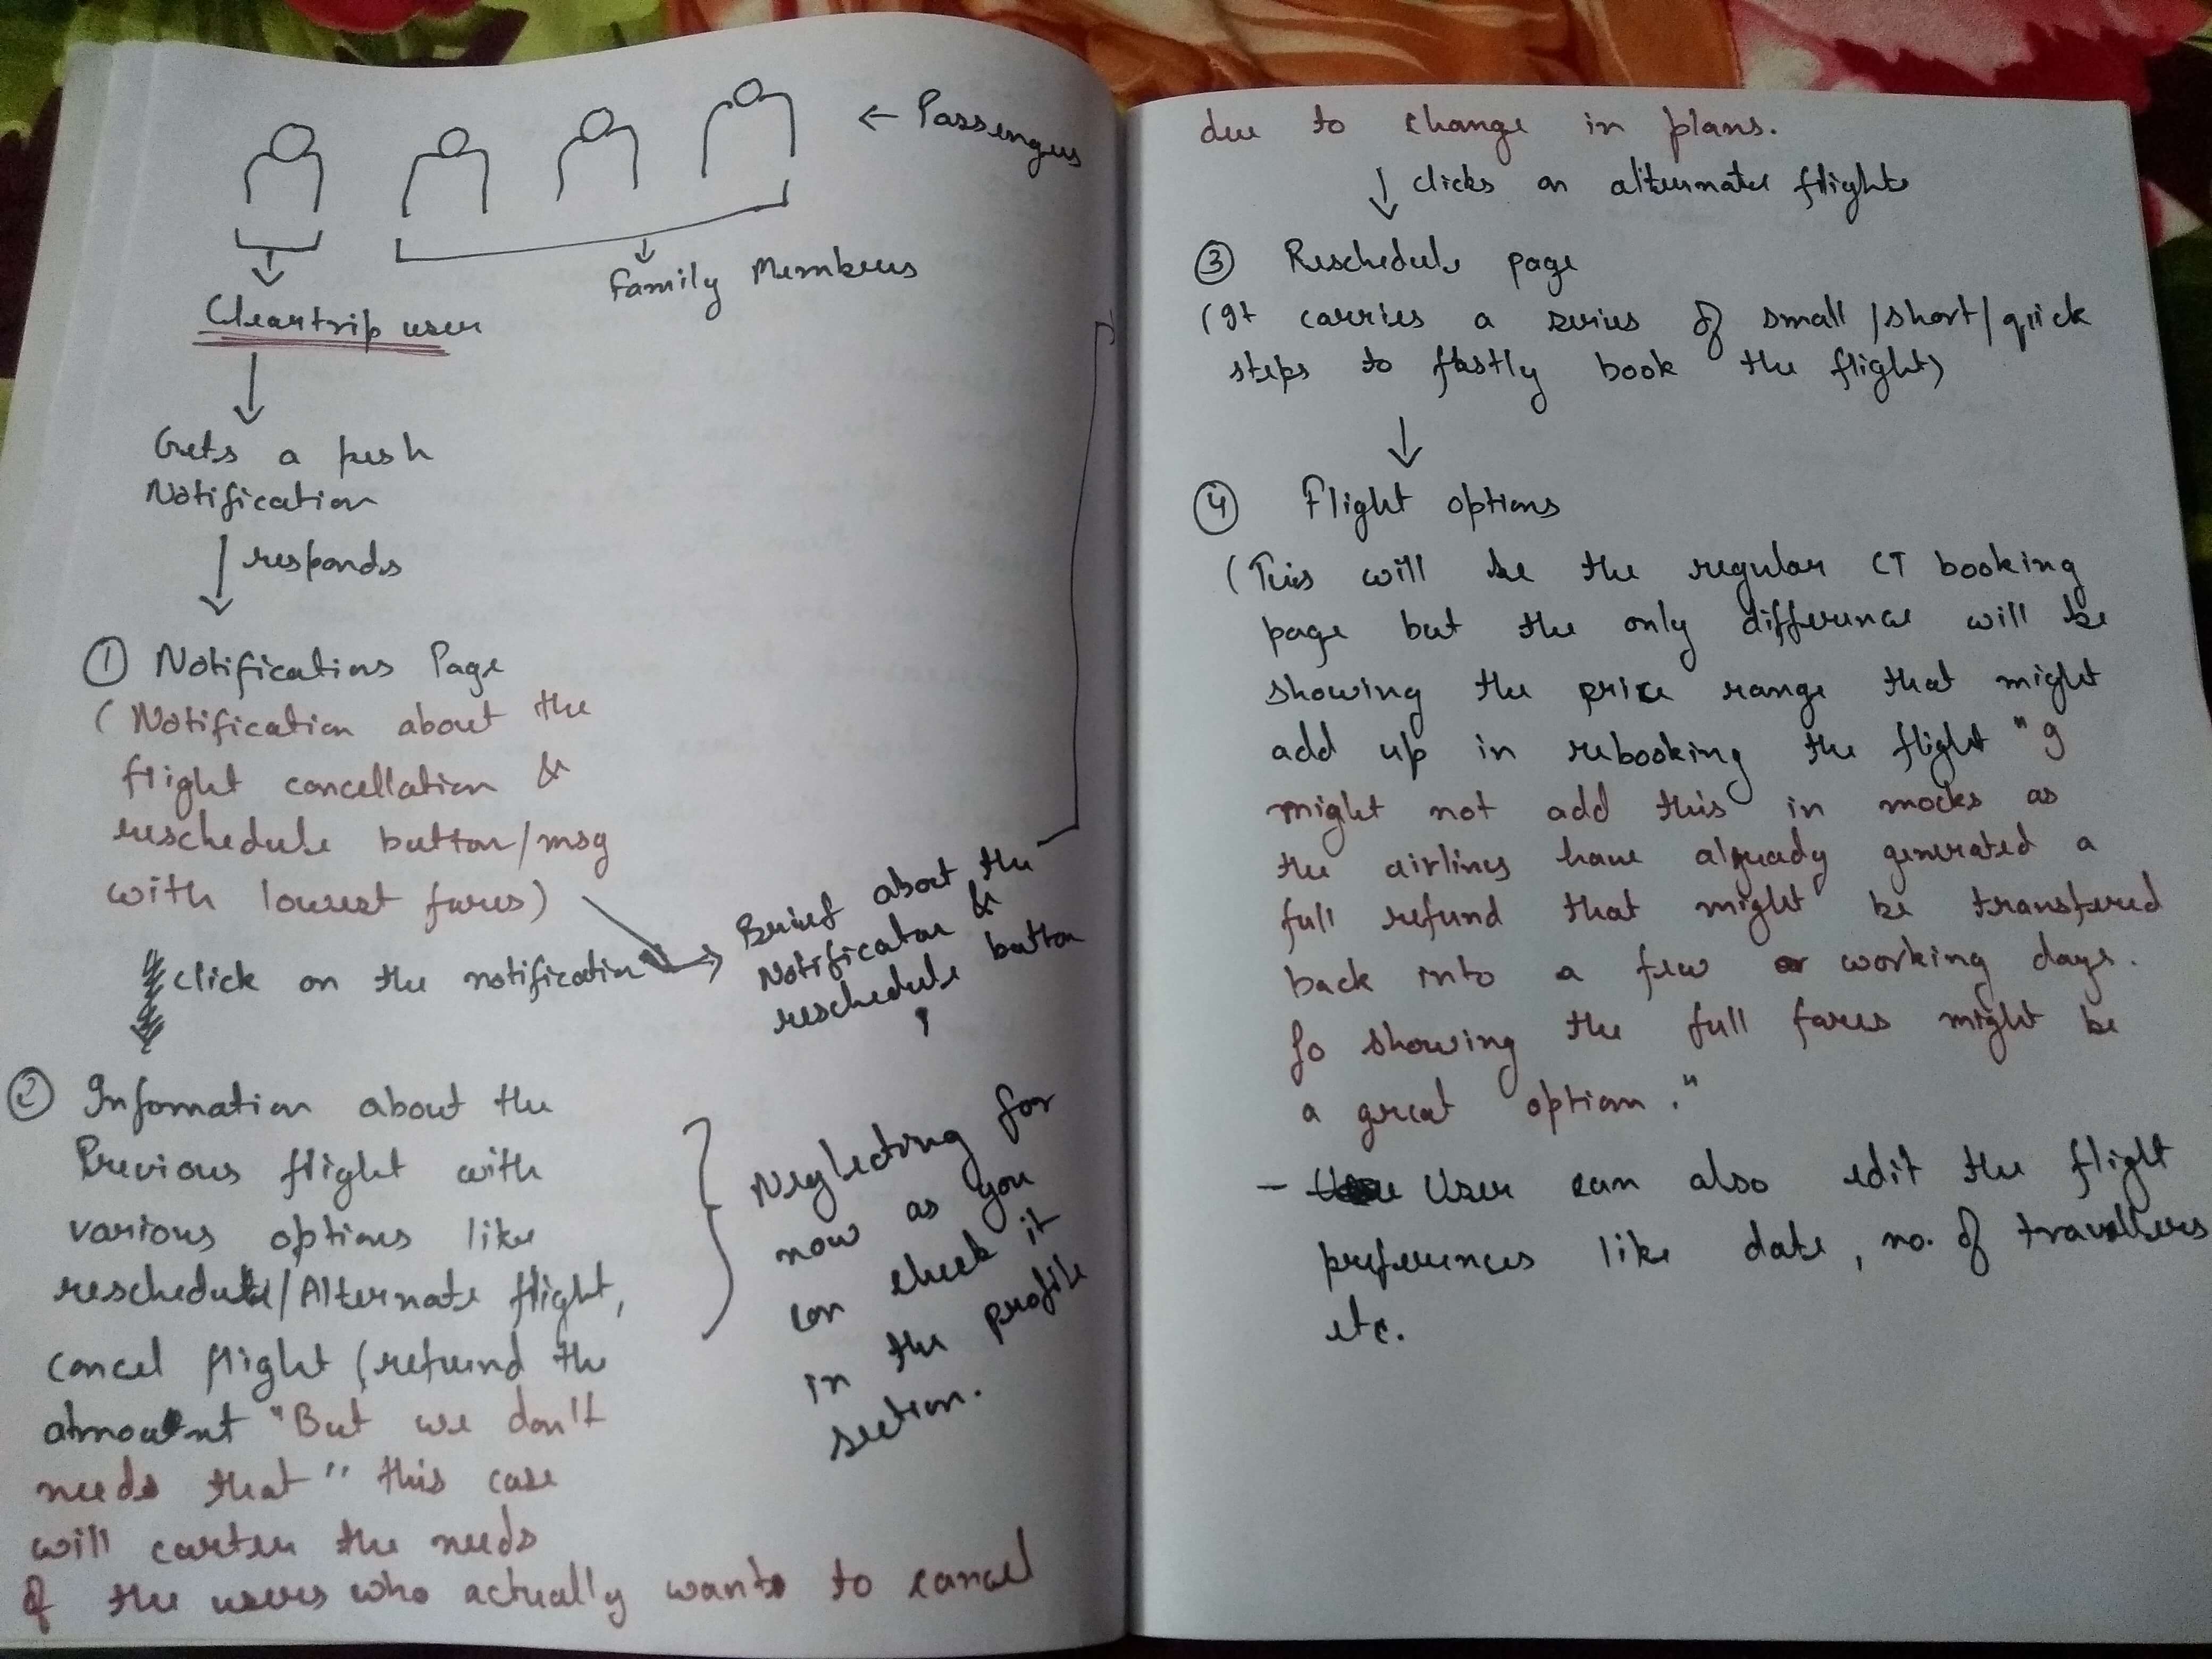 ← Passengers
Family Members
Cleartrip user
Gets a push
Notification
responds
① Notifications Page
(Notification about the
flight cancellation &
reschedule button/msg
with lowest fares)
click on the notification
Brief about the
Notification &
reschedule button
② Information about the
Previous flight with
various options like
reschedule/Alternate flight,
cancel flight (refund the
amount "But we don't
needs that" this case
will carter the needs
of the users who actually wants to cancel
Neglecting for
now as you
can check it
in the profile
section.
due to change in plans.
↓ clicks on alternate flights
③ Reschedule page
(It carries a series of small/short/quick
steps to fastly book the flight)
④ Flight options
(This will be the regular CT booking
page but the only difference will be
showing the price range that might
add up in rebooking the flight "I
might not add this in mocks as
the airlines have already generated a
full refund that might be transfered
back into a few working days.
So showing the full fares might be
a great option."
- User can also edit the flight
preferences like date, no. of travellers
etc.